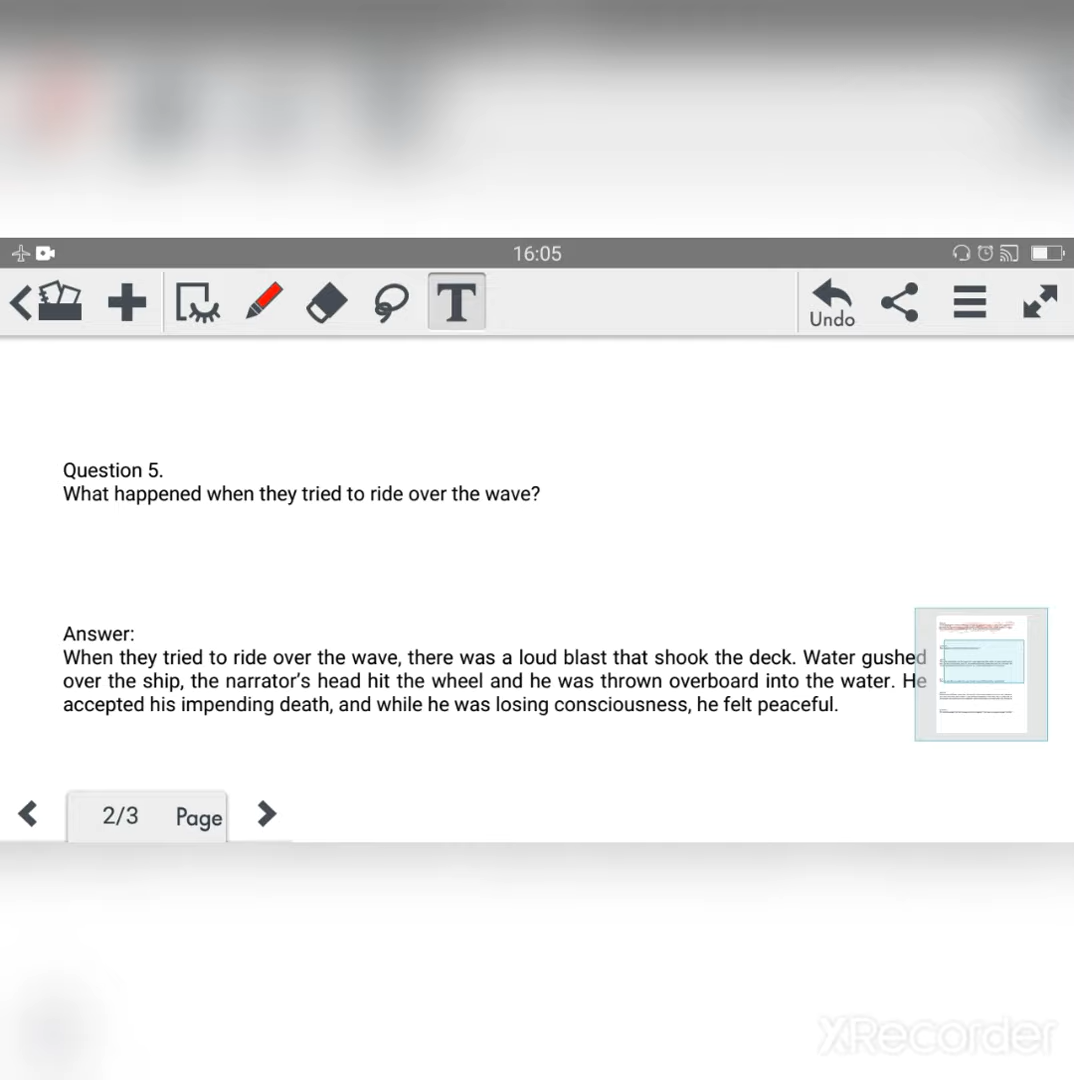 16:05
T
Undo
Question 5.
What happened when they tried to ride over the wave?
Answer:
When they tried to ride over the wave, there was a loud blast that shook the deck. Water gushed
over the ship, the narrator's head hit the wheel and he was thrown overboard into the water. He
accepted his impending death, and while he was losing consciousness, he felt peaceful.
2/3 Page
XRecorder